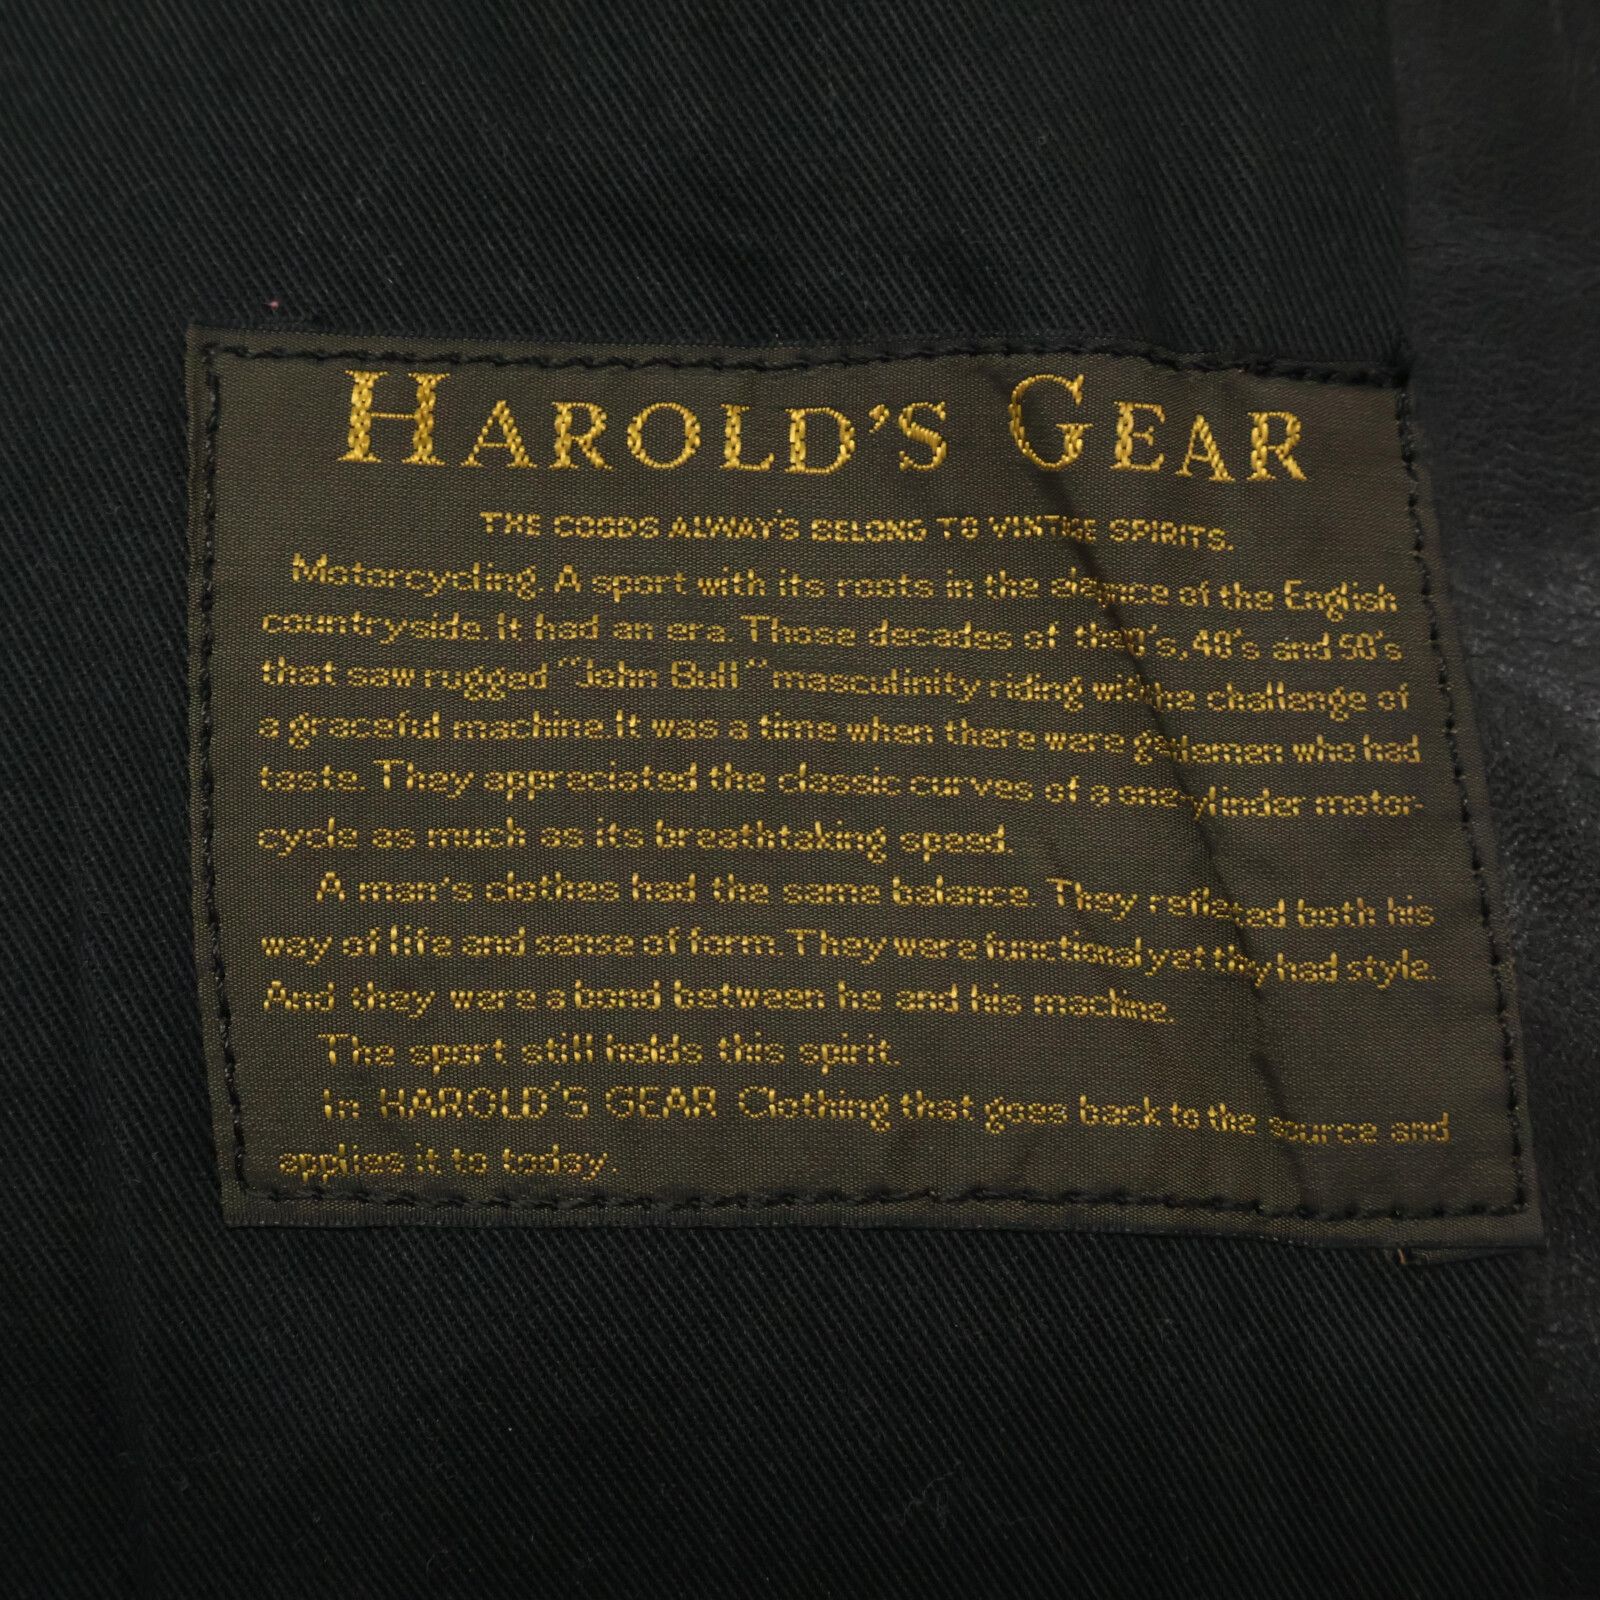 HAROLD'S GEAR
THE GOODS ALWAY'S BELONG TO VINTAGE SPIRITS.
Motorcycling. A sport with its roots in the elegance of the English
countryside. It had an era. Those decades of the 's, 40's and 50's
that saw rugged "John Bull" masculinity riding with the challenge of
a graceful machine. It was a time when there were gentlemen who had
taste. They appreciated the classic curves of a one cylinder motor-
cycle as much as its breathtaking speed.
A man's clothes had the same balance. They reflected both his
way of life and sense of form. They were functional yet they had style.
And they were a bond between he and his machine.
The sport still holds this spirit.
In HAROLD'S GEAR Clothing that goes back to the source and
applies it to today.